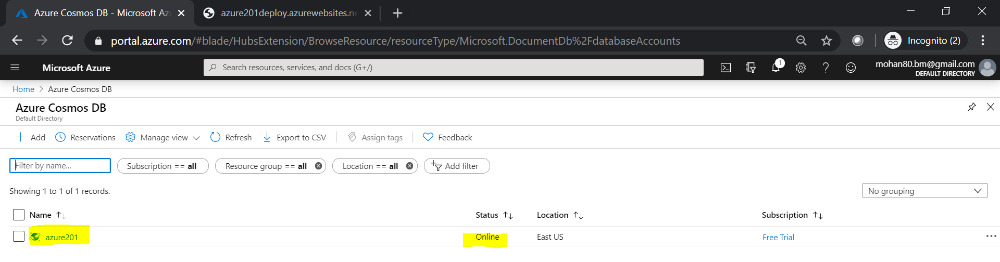 Azure Cosmos DB - Microsoft Az
azure201deploy.azurewebsites.ne
portal.azure.com/#blade/HubsExtension/BrowseResource/resourceType/Microsoft.DocumentDb%2FdatabaseAccounts
Incognito (2)
Microsoft Azure
Search resources, services, and docs (G+/)
1
mohan80.bm@gmail.com
DEFAULT DIRECTORY
Home > Azure Cosmos DB
Azure Cosmos DB
Default Directory
Add Reservations Manage view Refresh Export to CSV Assign tags Feedback
Filter by name... Subscription == all Resource group == all Location == all Add filter
Showing 1 to 1 of 1 records. No grouping
Name Status Location Subscription
azure201 Online East US Free Trial